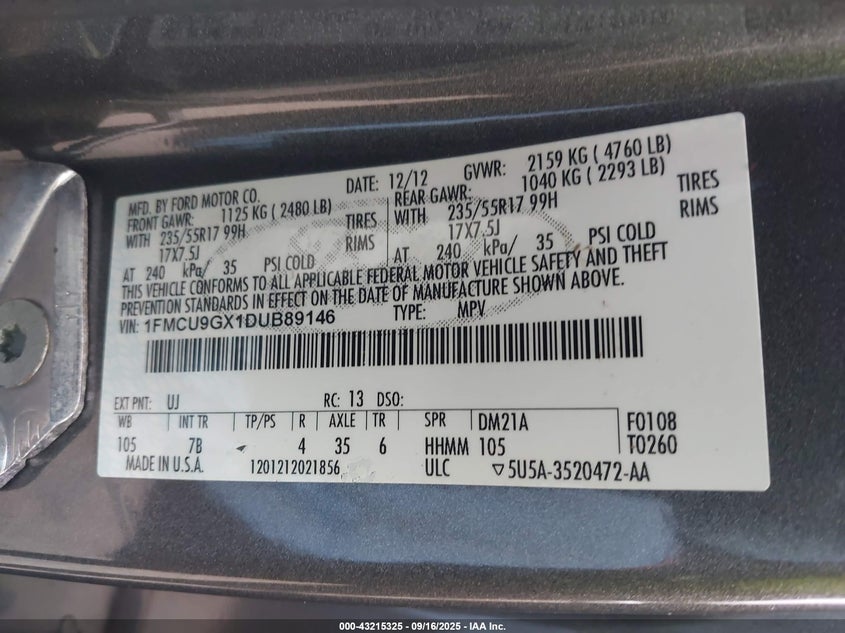 MFD. BY FORD MOTOR CO. DATE: 12/12 GVWR: 2159 KG ( 4760 LB)
FRONT GAWR: 1125 KG ( 2480 LB) REAR GAWR: 1040 KG ( 2293 LB)
WITH 235/55R17 99H TIRES WITH 235/55R17 99H TIRES
17X7.5J RIMS 17X7.5J RIMS
AT 240 kPa/ 35 PSI COLD AT 240 kPa/ 35 PSI COLD
THIS VEHICLE CONFORMS TO ALL APPLICABLE FEDERAL MOTOR VEHICLE SAFETY AND THEFT
PREVENTION STANDARDS IN EFFECT ON THE DATE OF MANUFACTURE SHOWN ABOVE.
VIN: 1FMCU9GX1DUB89146 TYPE: MPV
EXT PNT: UJ RC: 13 DSO:
WB INT TR TP/PS R AXLE TR SPR DM21A F0108
105 7B 4 35 6 HHMM 105 T0260
MADE IN U.S.A. 1201212021856 ULC ▽5U5A-3520472-AA
000-43215325 - 09/16/2025 - IAA Inc.